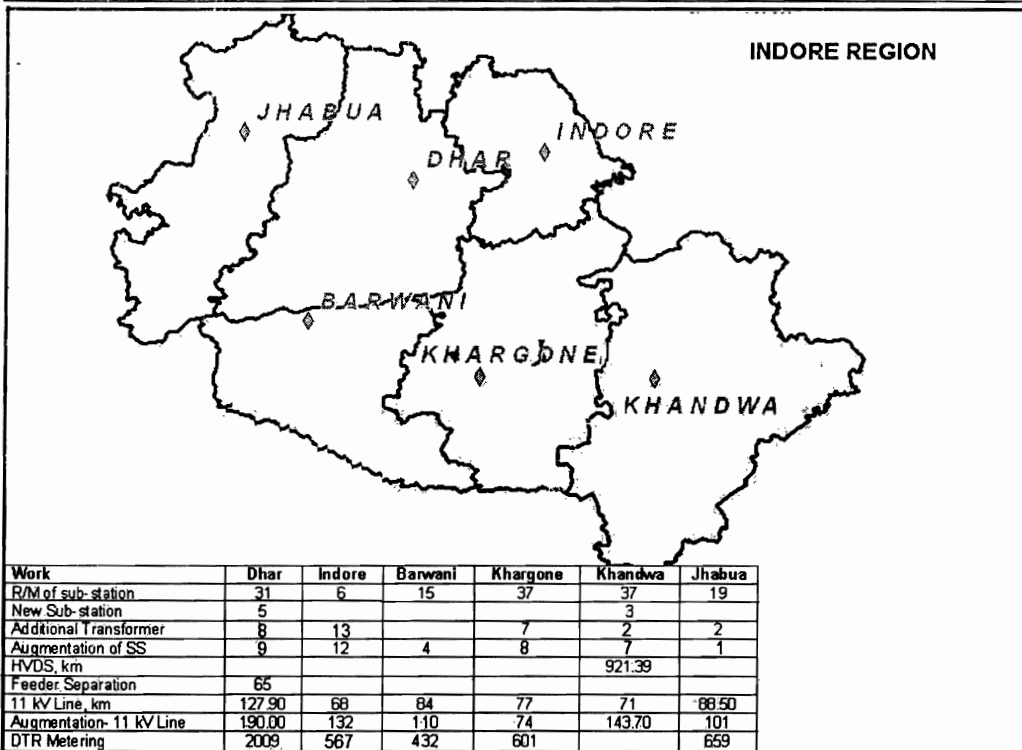 INDORE REGION
JHABUA
INDORE
DHAR
BARWANI
KHARGONE
KHANDWA
Work Dhar Indore Barwani Khargone Khandwa Jhabua
R/M of sub-station 31 6 15 37 37 19
New Sub-station 5 3
Additional Transformer 8 13 7 2 2
Augmentation of SS 9 12 4 8 7 1
HVDS, km 921.39
Feeder Separation 65
11 kV Line, km 127.90 68 84 77 71 88.50
Augmentation- 11 kV Line 190.00 132 110 74 143.70 101
DTR Metering 2009 567 432 601 659